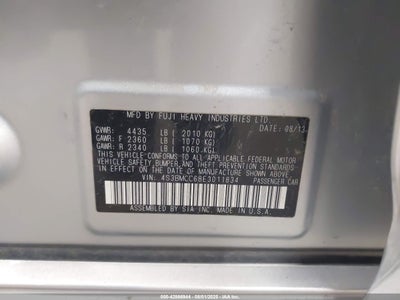 MFD BY FUJI HEAVY INDUSTRIES LTD.
GVWR: 4435 LB ( 2010 KG) DATE: 08/13
GAWR: F 2360 LB ( 1070 KG)
GAWR: R 2340 LB ( 1060 KG)
THIS VEHICLE CONFORMS TO ALL APPLICABLE FEDERAL MOTOR
VEHICLE SAFETY, BUMPER, AND THEFT PREVENTION STANDARDS
IN EFFECT ON THE DATE OF MANUFACTURE SHOWN ABOVE.
VIN: 4S3BMCC68E3011834 PASSENGER CAR
ASSEMBLED BY SIA INC. MADE IN U.S.A.